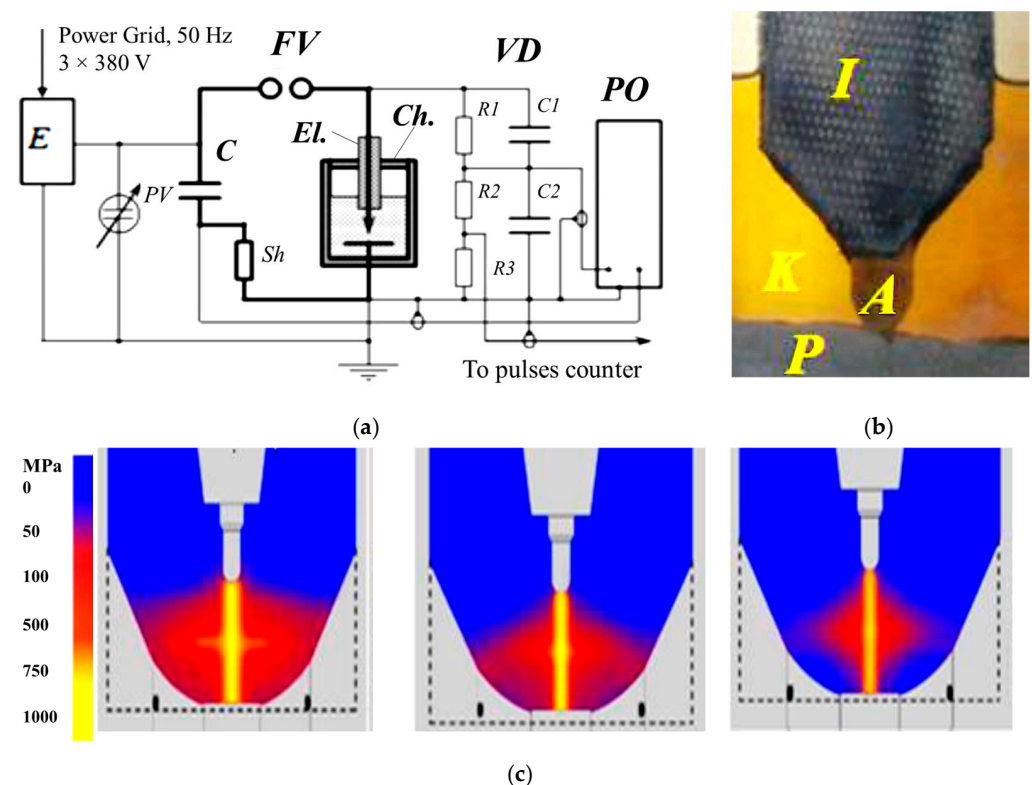 Power Grid, 50 Hz
3 × 380 V
FV
VD
PO
E
C
PV
El.
Ch.
R1
C1
R2
C2
Sh
R3
To pulses counter
(a)
I
K
A
P
(b)
MPa
0
50
100
500
750
1000
(c)